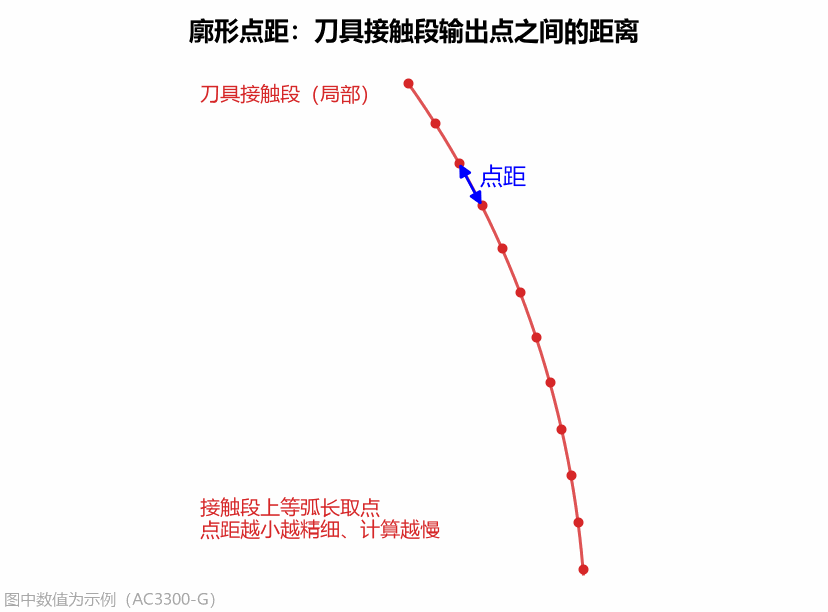 廓形点距：刀具接触段输出点之间的距离
刀具接触段（局部）
点距
接触段上等弧长取点
点距越小越精细、计算越慢
图中数值为示例（AC3300-G）